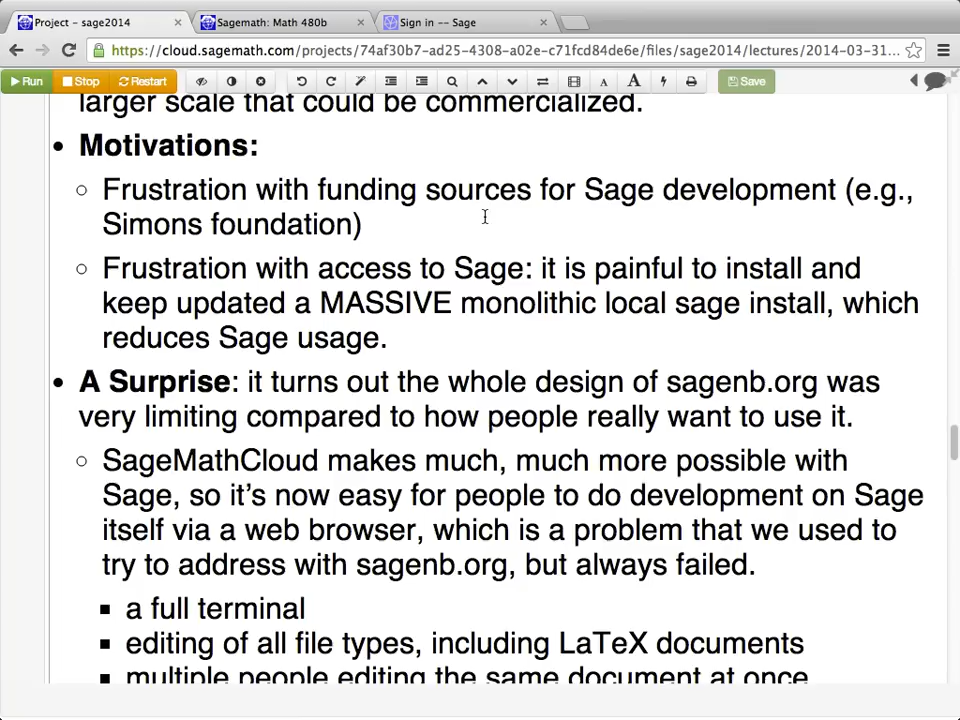 Project - sage2014
Sagemath: Math 480b
Sign in -- Sage
https://cloud.sagemath.com/projects/74af30b7-ad25-4308-a02e-c71fcd84de6e/files/sage2014/lectures/2014-03-31...
Run Stop Restart A A Save
larger scale that could be commercialized.
Motivations:
Frustration with funding sources for Sage development (e.g.,
Simons foundation)
Frustration with access to Sage: it is painful to install and
keep updated a MASSIVE monolithic local sage install, which
reduces Sage usage.
A Surprise: it turns out the whole design of sagenb.org was
very limiting compared to how people really want to use it.
SageMathCloud makes much, much more possible with
Sage, so it's now easy for people to do development on Sage
itself via a web browser, which is a problem that we used to
try to address with sagenb.org, but always failed.
a full terminal
editing of all file types, including LaTeX documents
multiple people editing the same document at once